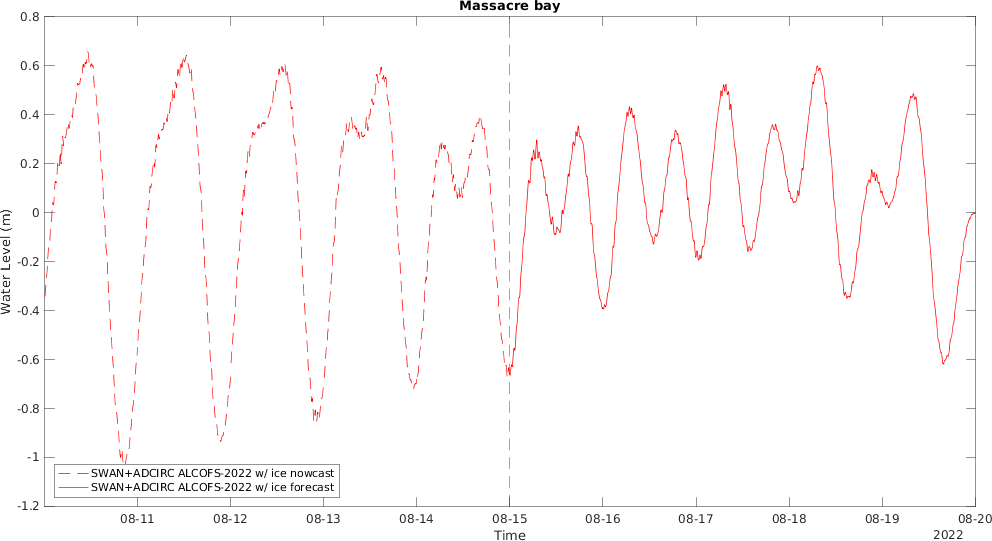 Massacre bay
0.8
0.6
0.4
0.2
0
-0.2
-0.4
-0.6
-0.8
-1
-1.2
Water Level (m)
SWAN+ADCIRC ALCOFS-2022 w/ ice nowcast
SWAN+ADCIRC ALCOFS-2022 w/ ice forecast
08-11 08-12 08-13 08-14 08-15 08-16 08-17 08-18 08-19 08-20
Time
2022